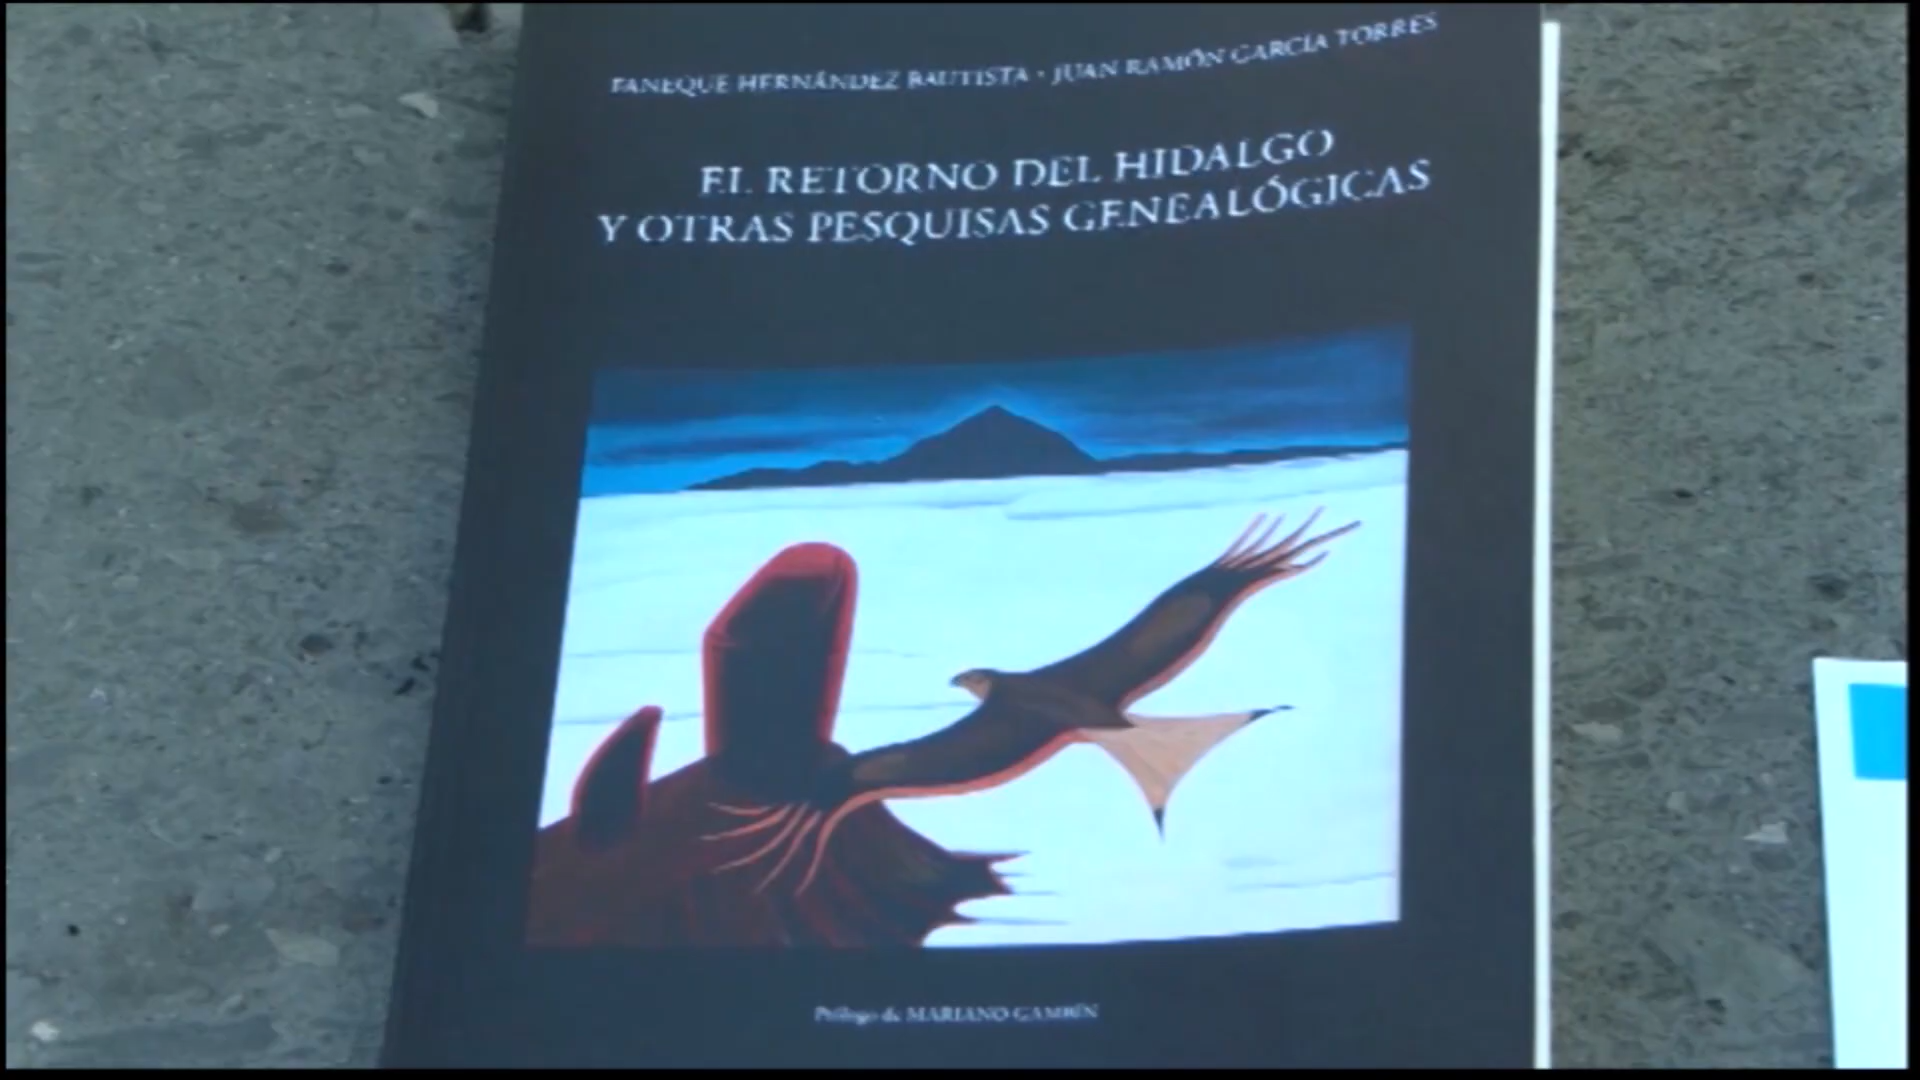 FANEQUE HERNÁNDEZ BAUTISTA · JUAN RAMÓN GARCÍA TORRES
EL RETORNO DEL HIDALGO
Y OTRAS PESQUISAS GENEALÓGICAS
Prólogo de MARIANO GAMBÍN